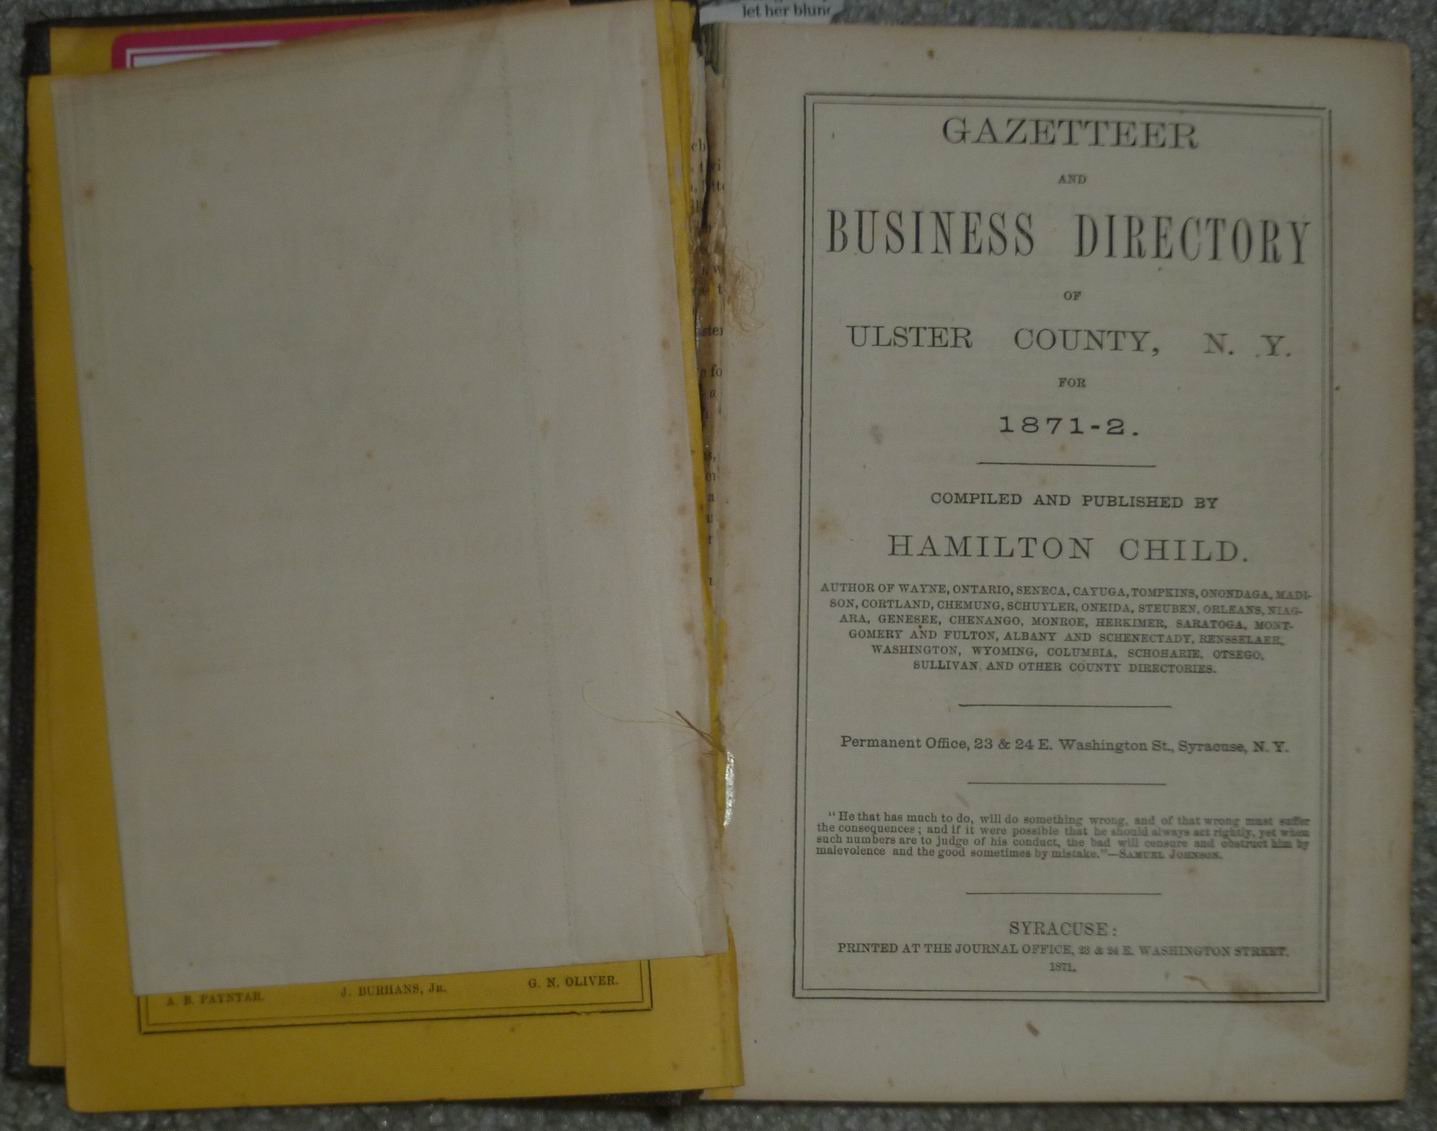 let her blund
A. B. PAYNTAR.
J. BURHANS, JR.
G. N. OLIVER.
GAZETTEER
AND
BUSINESS DIRECTORY
OF
ULSTER COUNTY, N. Y.
FOR
1871-2.
COMPILED AND PUBLISHED BY
HAMILTON CHILD.
AUTHOR OF WAYNE, ONTARIO, SENECA, CAYUGA, TOMPKINS, ONONDAGA, MADI-
SON, CORTLAND, CHEMUNG, SCHUYLER, ONEIDA, STEUBEN, ORLEANS, NIAG-
ARA, GENESEE, CHENANGO, MONROE, HERKIMER, SARATOGA, MONT-
GOMERY AND FULTON, ALBANY AND SCHENECTADY, RENSSELAER,
WASHINGTON, WYOMING, COLUMBIA, SCHOHARIE, OTSEGO,
SULLIVAN AND OTHER COUNTY DIRECTORIES.
Permanent Office, 23 & 24 E. Washington St., Syracuse, N. Y.
"He that has much to do, will do something wrong, and of that wrong must suffer
the consequences; and if it were possible that he should always act rightly, yet when
such numbers are to judge of his conduct, the bad will censure and obstruct him by
malevolence and the good sometimes by mistake."—SAMUEL JOHNSON.
SYRACUSE:
PRINTED AT THE JOURNAL OFFICE, 23 & 24 E. WASHINGTON STREET.
1871.